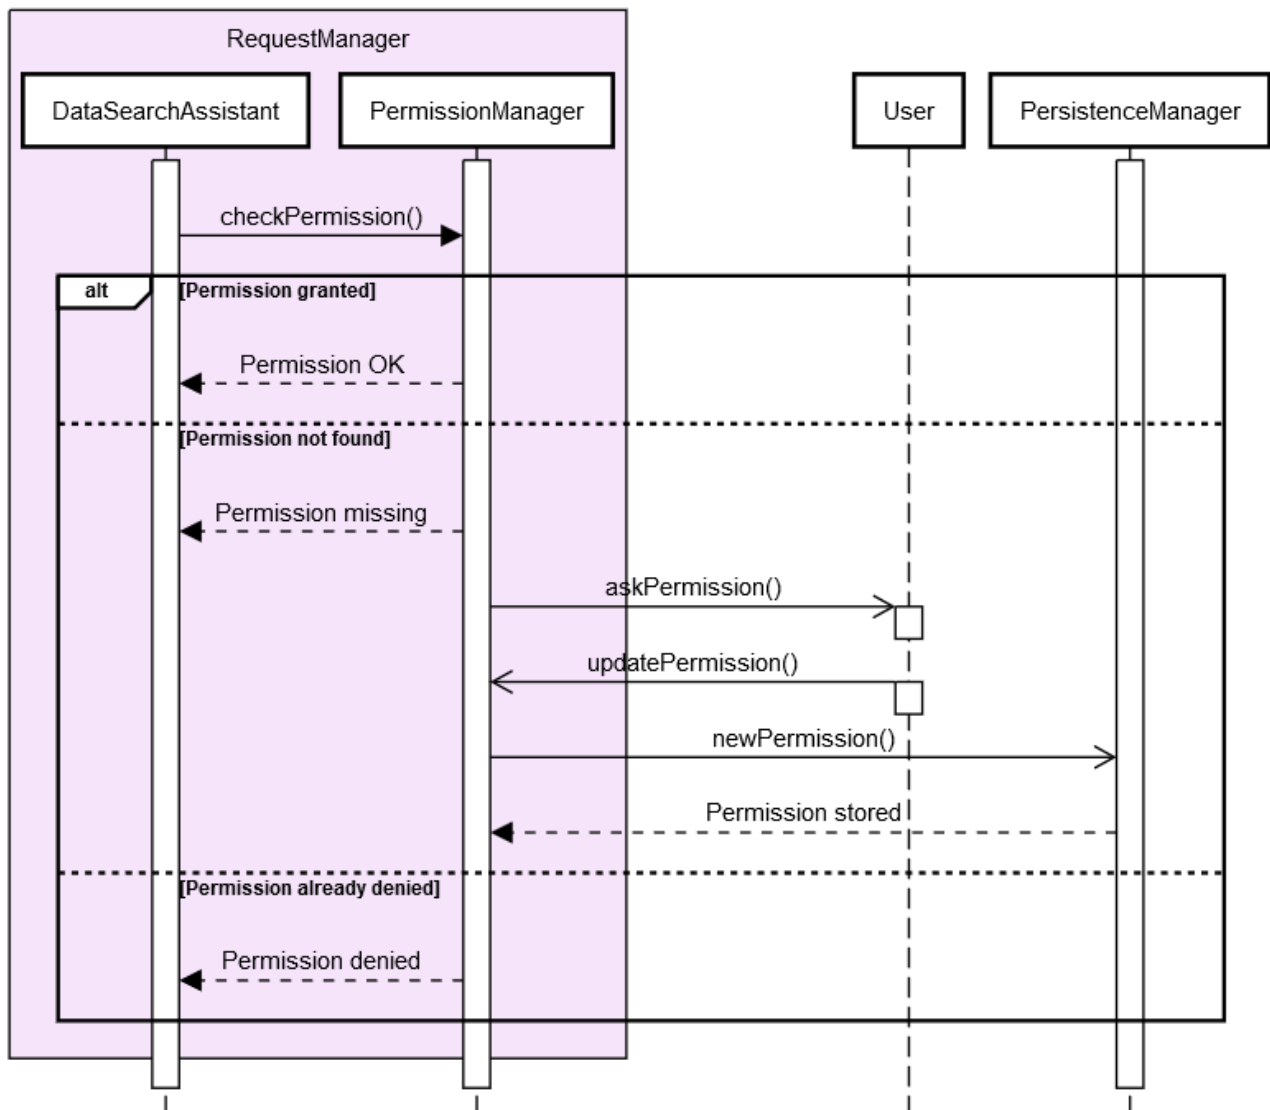 RequestManager
DataSearchAssistant
PermissionManager
User
PersistenceManager
checkPermission()
alt
[Permission granted]
Permission OK
[Permission not found]
Permission missing
askPermission()
updatePermission()
newPermission()
Permission stored
[Permission already denied]
Permission denied